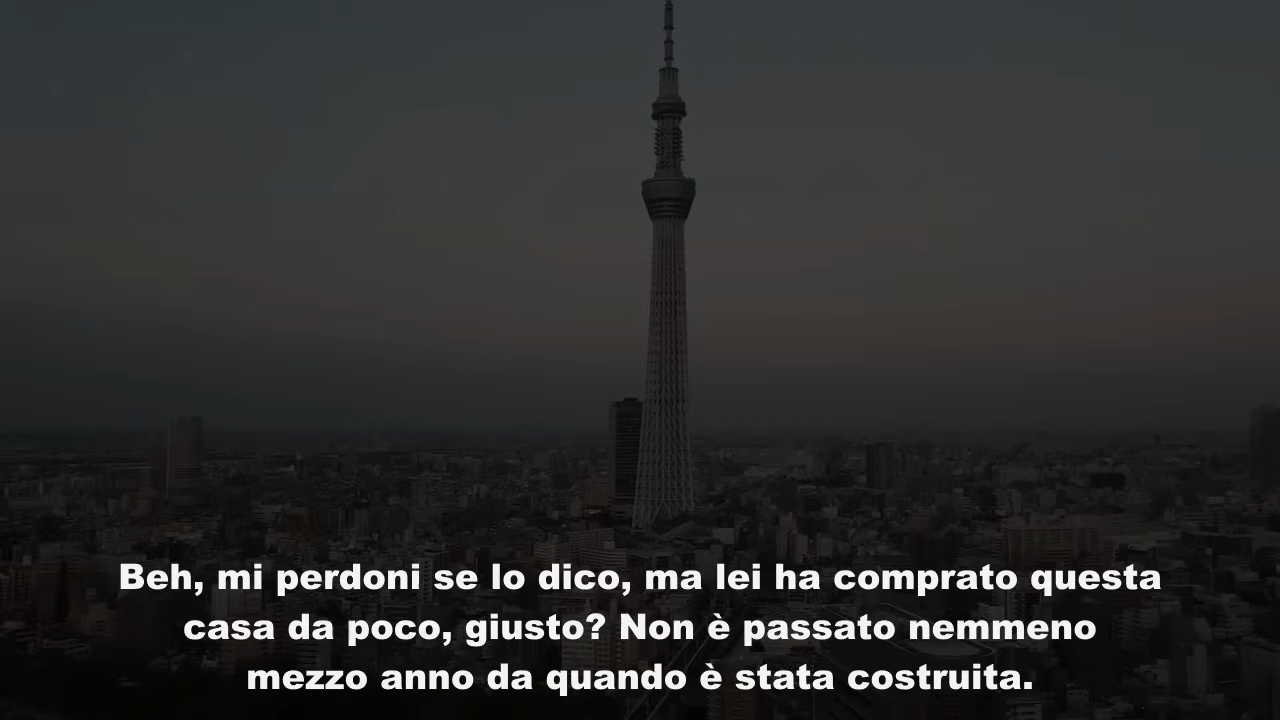 Beh, mi perdoni se lo dico, ma lei ha comprato questa
casa da poco, giusto? Non è passato nemmeno
mezzo anno da quando è stata costruita.